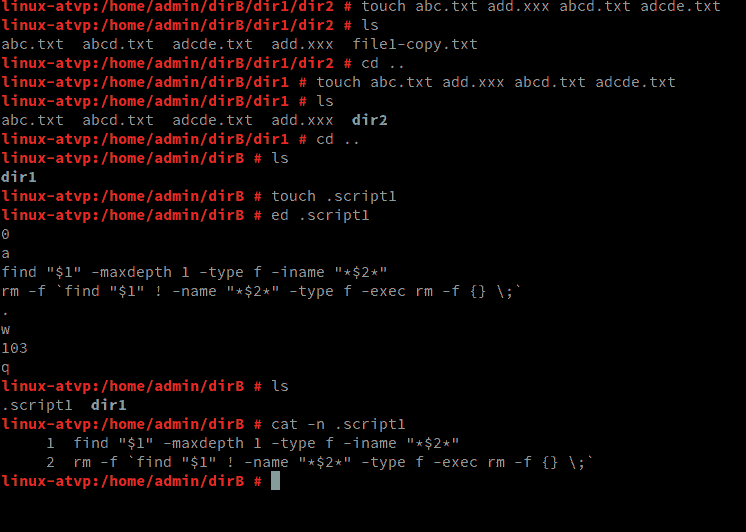 linux-atvp:/home/admin/dirB/dir1/dir2 # touch abc.txt add.xxx abcd.txt adcde.txt
linux-atvp:/home/admin/dirB/dir1/dir2 # ls
abc.txt  abcd.txt  adcde.txt  add.xxx  file1-copy.txt
linux-atvp:/home/admin/dirB/dir1/dir2 # cd ..
linux-atvp:/home/admin/dirB/dir1 # touch abc.txt add.xxx abcd.txt adcde.txt
linux-atvp:/home/admin/dirB/dir1 # ls
abc.txt  abcd.txt  adcde.txt  add.xxx  dir2
linux-atvp:/home/admin/dirB/dir1 # cd ..
linux-atvp:/home/admin/dirB # ls
dir1
linux-atvp:/home/admin/dirB # touch .script1
linux-atvp:/home/admin/dirB # ed .script1
0
a
find "$1" -maxdepth 1 -type f -iname "*$2*"
rm -f `find "$1" ! -name "*$2*" -type f -exec rm -f {} \;`
.
w
103
q
linux-atvp:/home/admin/dirB # ls
.script1  dir1
linux-atvp:/home/admin/dirB # cat -n .script1
     1  find "$1" -maxdepth 1 -type f -iname "*$2*"
     2  rm -f `find "$1" ! -name "*$2*" -type f -exec rm -f {} \;`
linux-atvp:/home/admin/dirB #